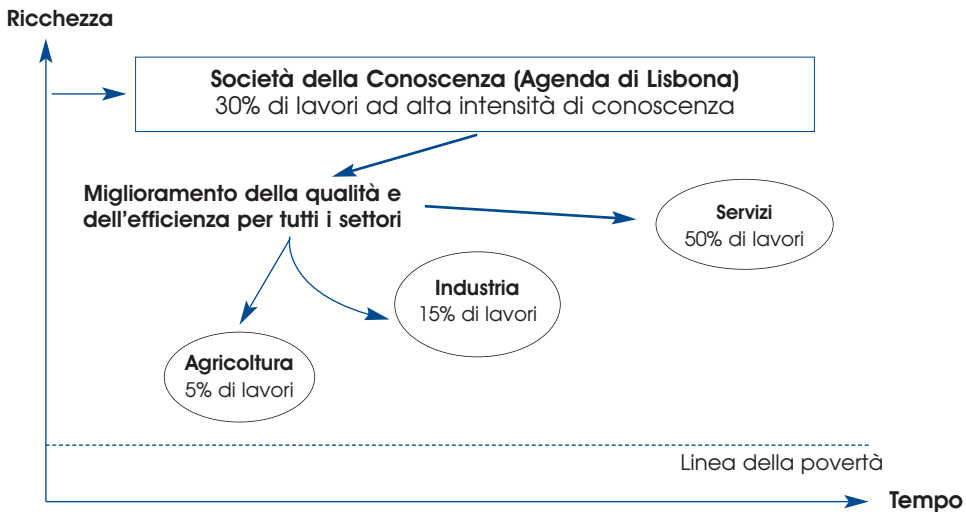 Ricchezza
Società della Conoscenza (Agenda di Lisbona)
30% di lavori ad alta intensità di conoscenza
Miglioramento della qualità e
dell'efficienza per tutti i settori
Servizi
50% di lavori
Industria
15% di lavori
Agricoltura
5% di lavori
Linea della povertà
Tempo